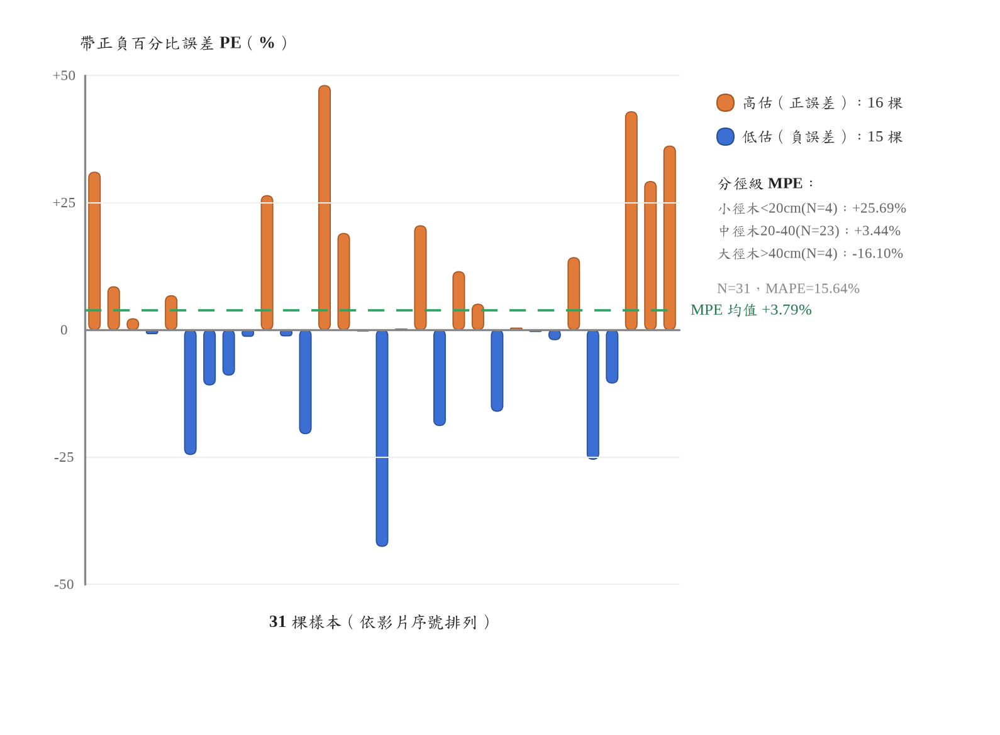 帶正負百分比誤差 PE（%）
+50
+25
0
-25
-50
高估（正誤差）：16 棵
低估（負誤差）：15 棵
分徑級 MPE：
小徑木<20cm(N=4)：+25.69%
中徑木20-40(N=23)：+3.44%
大徑木>40cm(N=4)：-16.10%
N=31，MAPE=15.64%
MPE 均值 +3.79%
31 棵樣本（依影片序號排列）